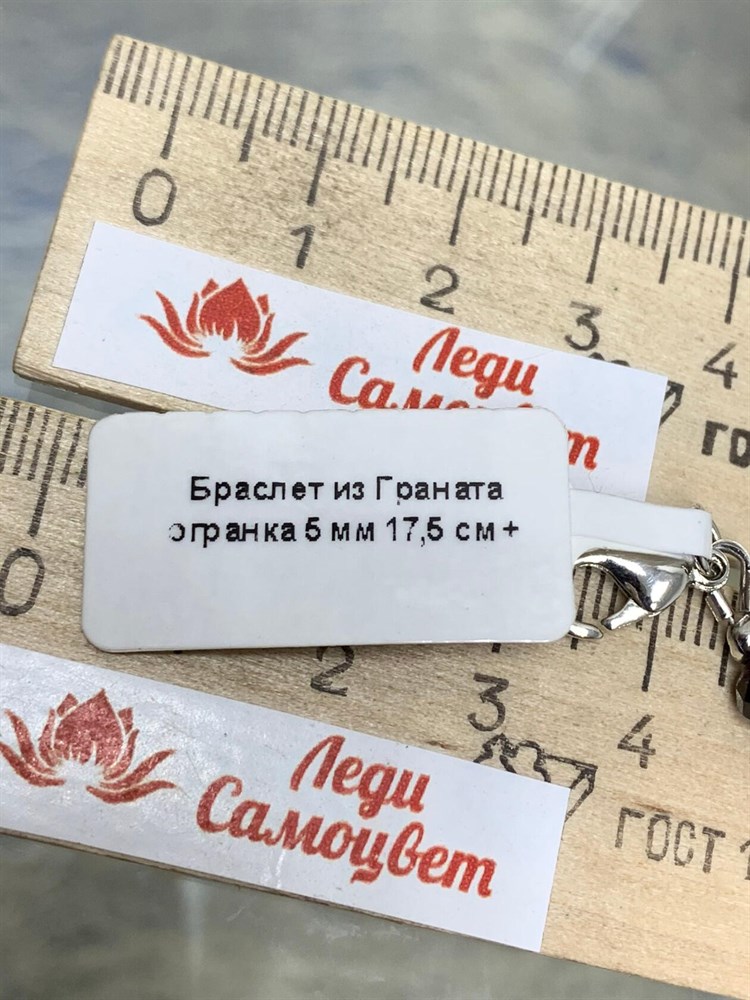 0 1 2 3 4
Леди
Самоцвет
Браслет из Граната
огранка 5 мм 17,5 см+
0 2 3 4
Леди
Самоцвет
ГОСТ 1